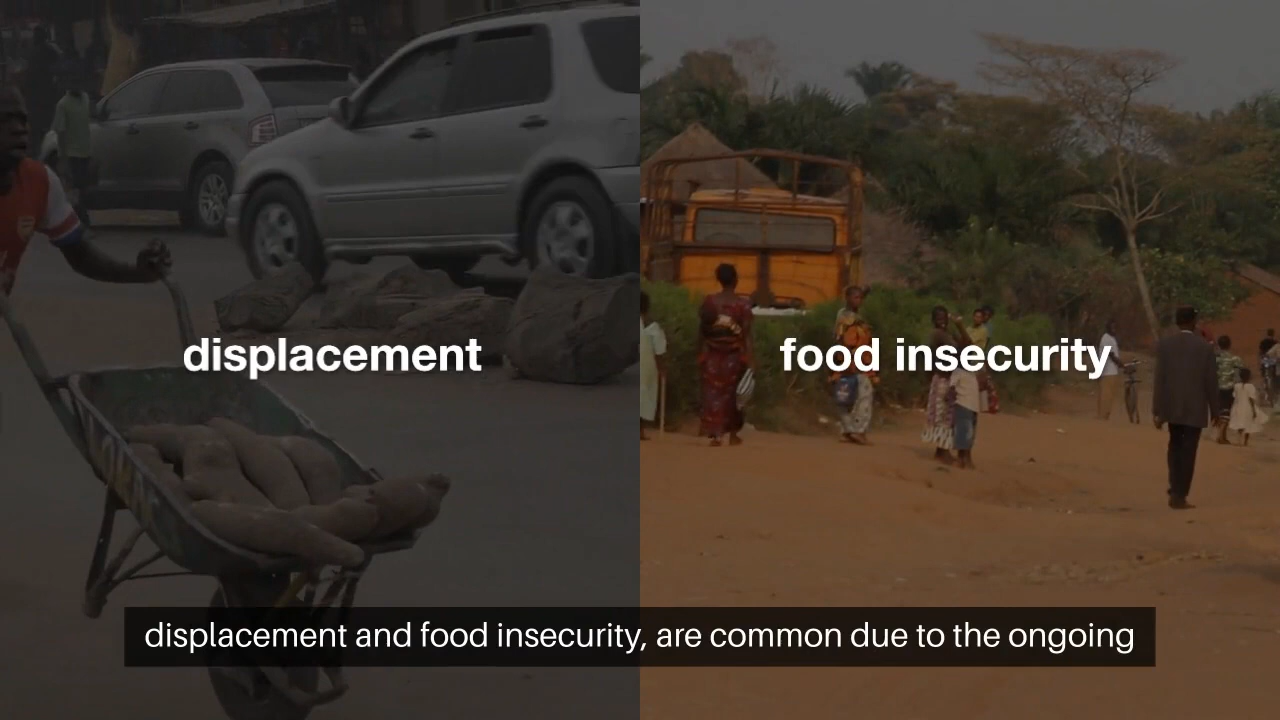 displacement
food insecurity
displacement and food insecurity, are common due to the ongoing